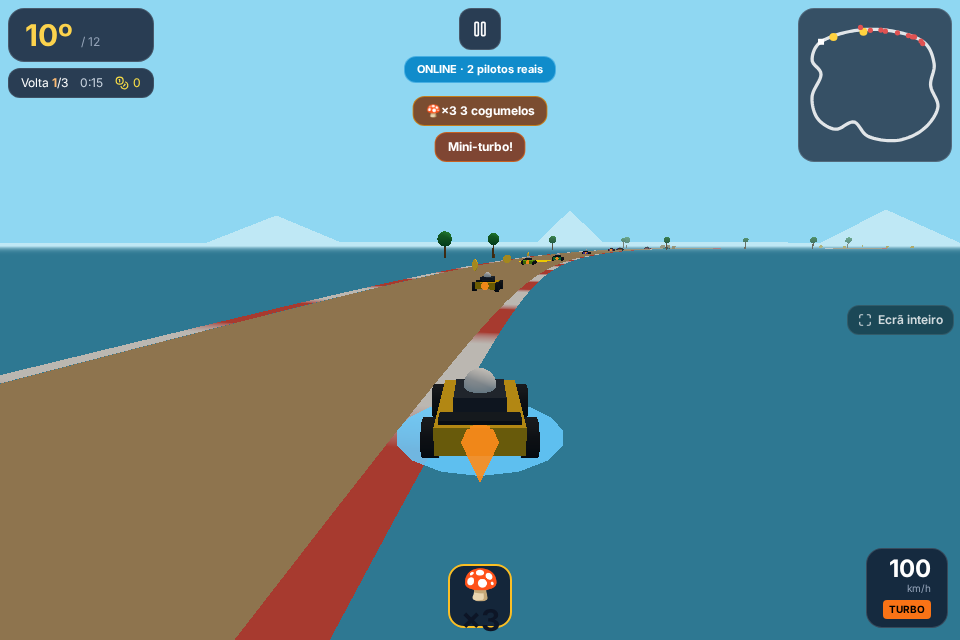 10º / 12
Volta 1/3 0:15 0
ONLINE · 2 pilotos reais
×3 3 cogumelos
Mini-turbo!
Ecrã inteiro
×3
100
km/h
TURBO